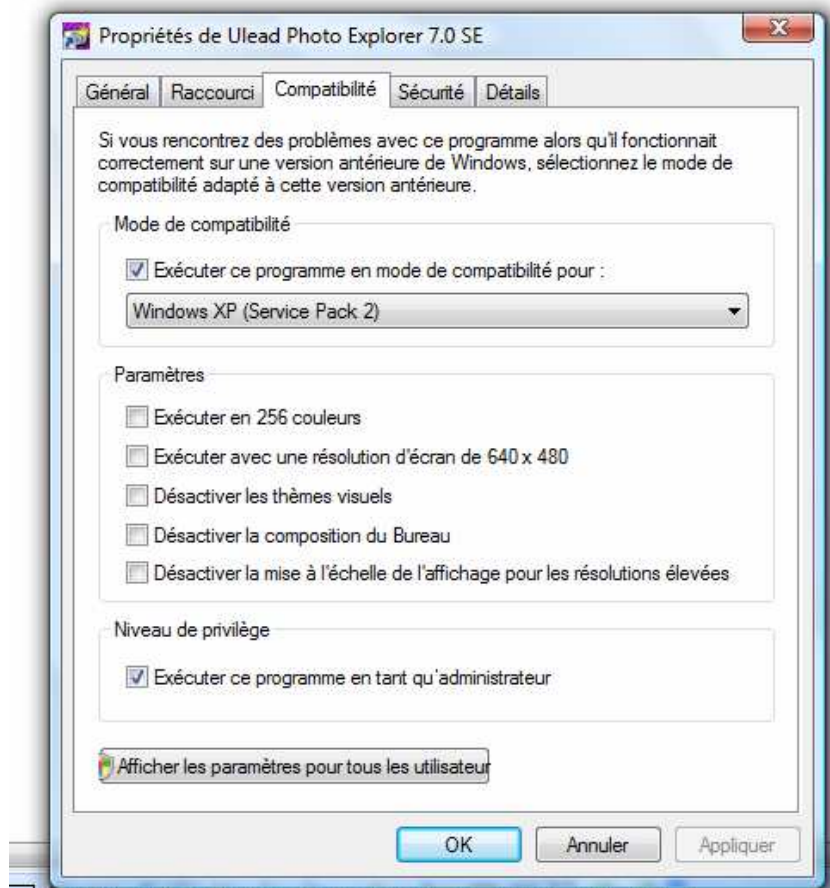 Propriétés de Ulead Photo Explorer 7.0 SE
Général Raccourci Compatibilité Sécurité Détails
Si vous rencontrez des problèmes avec ce programme alors qu'il fonctionnait
correctement sur une version antérieure de Windows, sélectionnez le mode de
compatibilité adapté à cette version antérieure.
Mode de compatibilité
Exécuter ce programme en mode de compatibilité pour :
Windows XP (Service Pack 2)
Paramètres
Exécuter en 256 couleurs
Exécuter avec une résolution d'écran de 640 x 480
Désactiver les thèmes visuels
Désactiver la composition du Bureau
Désactiver la mise à l'échelle de l'affichage pour les résolutions élevées
Niveau de privilège
Exécuter ce programme en tant qu'administrateur
Afficher les paramètres pour tous les utilisateur
OK Annuler Appliquer